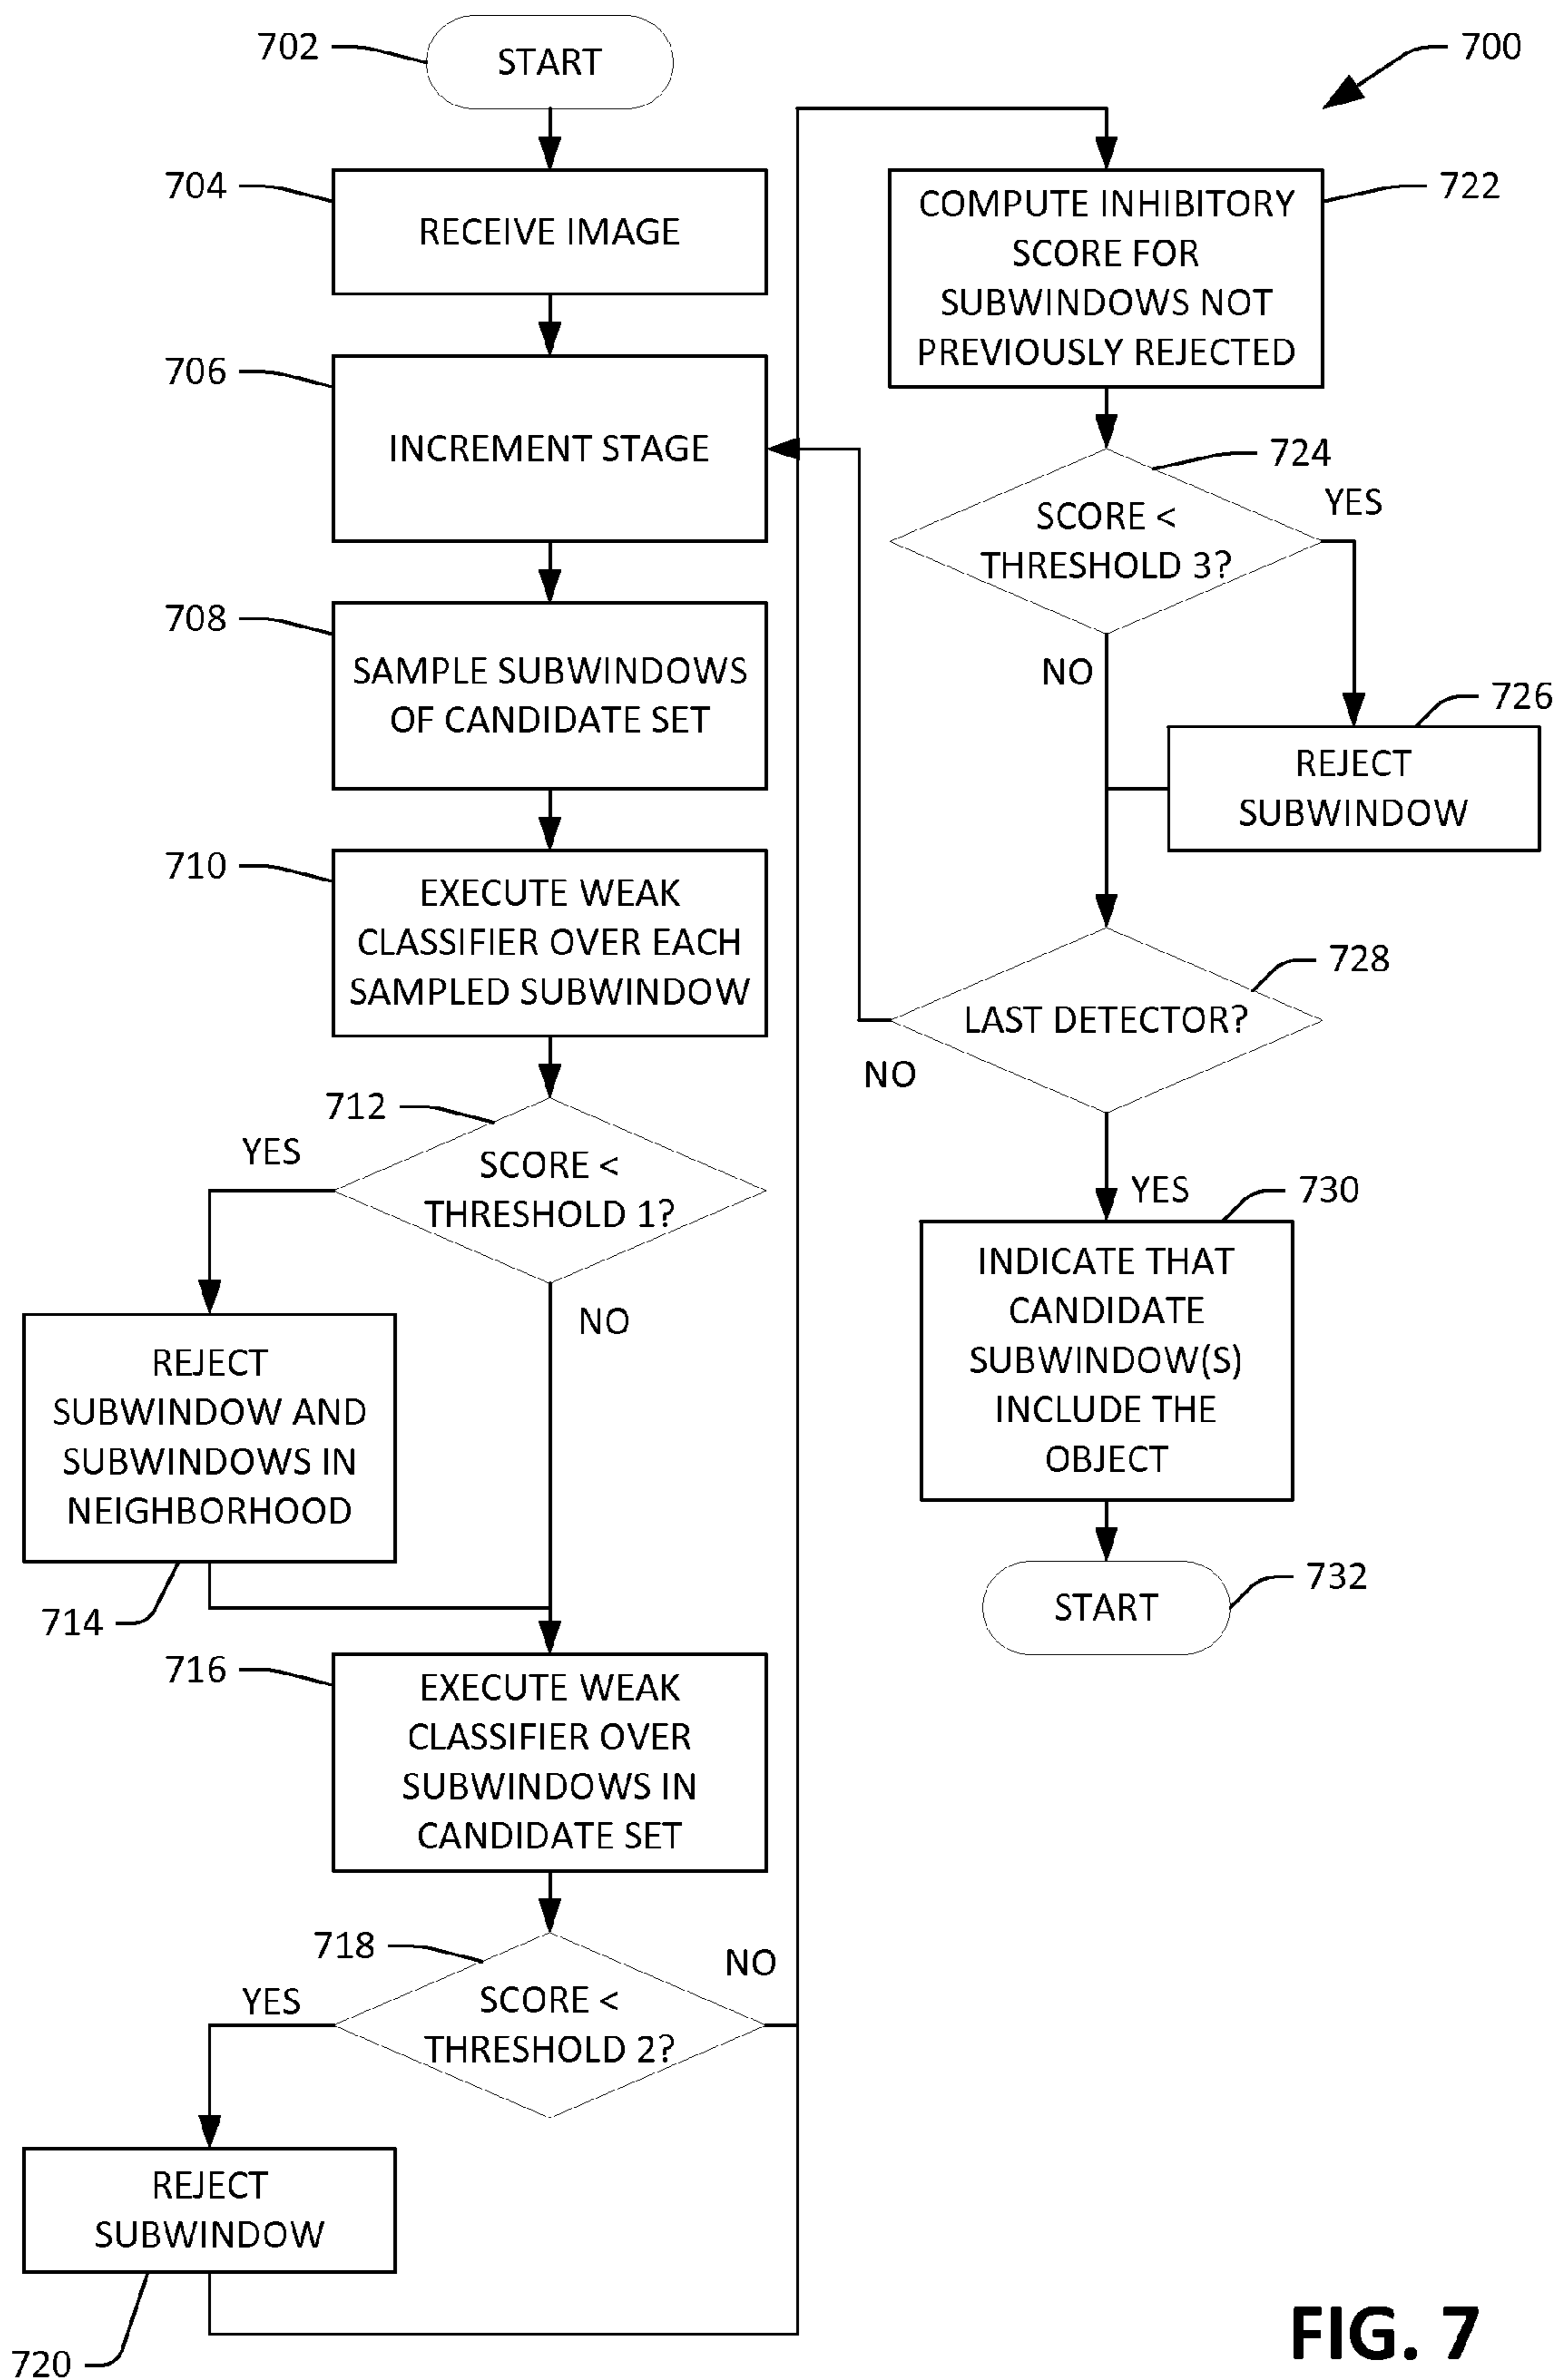 702
START
700
704
RECEIVE IMAGE
706
INCREMENT STAGE
708
SAMPLE SUBWINDOWS
OF CANDIDATE SET
710
EXECUTE WEAK
CLASSIFIER OVER EACH
SAMPLED SUBWINDOW
712
YES
SCORE <
THRESHOLD 1?
NO
REJECT
SUBWINDOW AND
SUBWINDOWS IN
NEIGHBORHOOD
714
716
EXECUTE WEAK
CLASSIFIER OVER
SUBWINDOWS IN
CANDIDATE SET
718
NO
YES
SCORE <
THRESHOLD 2?
REJECT
SUBWINDOW
720
722
COMPUTE INHIBITORY
SCORE FOR
SUBWINDOWS NOT
PREVIOUSLY REJECTED
724
YES
SCORE <
THRESHOLD 3?
NO
726
REJECT
SUBWINDOW
728
LAST DETECTOR?
NO
YES
730
INDICATE THAT
CANDIDATE
SUBWINDOW(S)
INCLUDE THE
OBJECT
732
START
FIG. 7